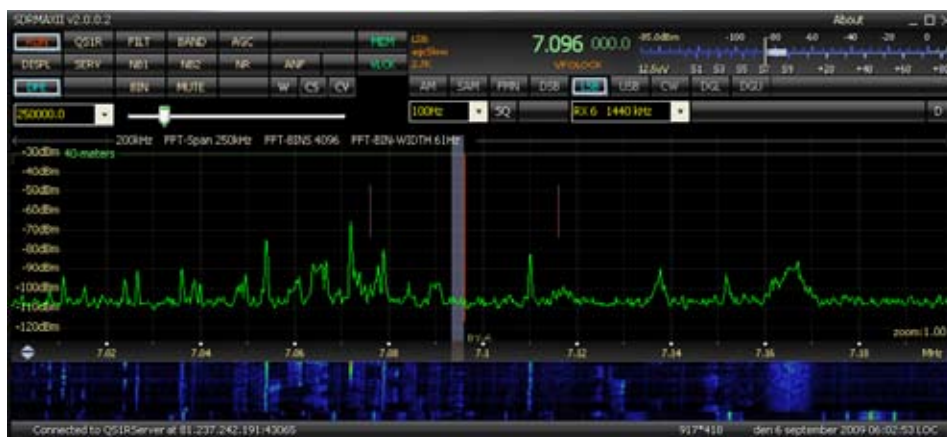 SDRMAXII v2.0.0.2 About
QS1R FILT BAND AGC MEM LSB 7.096 000.0 -85.0dBm -100 -80 -60 -40 -20 0
DISPL SERV NB1 NB2 NR ANF VLCK 2.7K VFOLOCK S1 S3 S5 S7 S9 +20 +40 +60
BIN MUTE W CS CV AM SAM FMN DSB LSB USB CW DGL DGU
250000.0 100Hz SQ RX 6 1440 kHz D
200kHz FFT-Span 250kHz FFT-BINS 4096 FFT-BIN-WIDTH 61Hz
-30dBm 40-meters
-40dBm
-50dBm
-60dBm
-70dBm
-80dBm
-90dBm
-100dBm
-110dBm
-120dBm
zoom:1.00
7.02 7.04 7.06 7.08 7.1 7.12 7.14 7.16 7.18 MHz
Connected to QS1RServer at 81.237.242.191:43065 917*410 den 6 september 2009 06:02:53 LOC